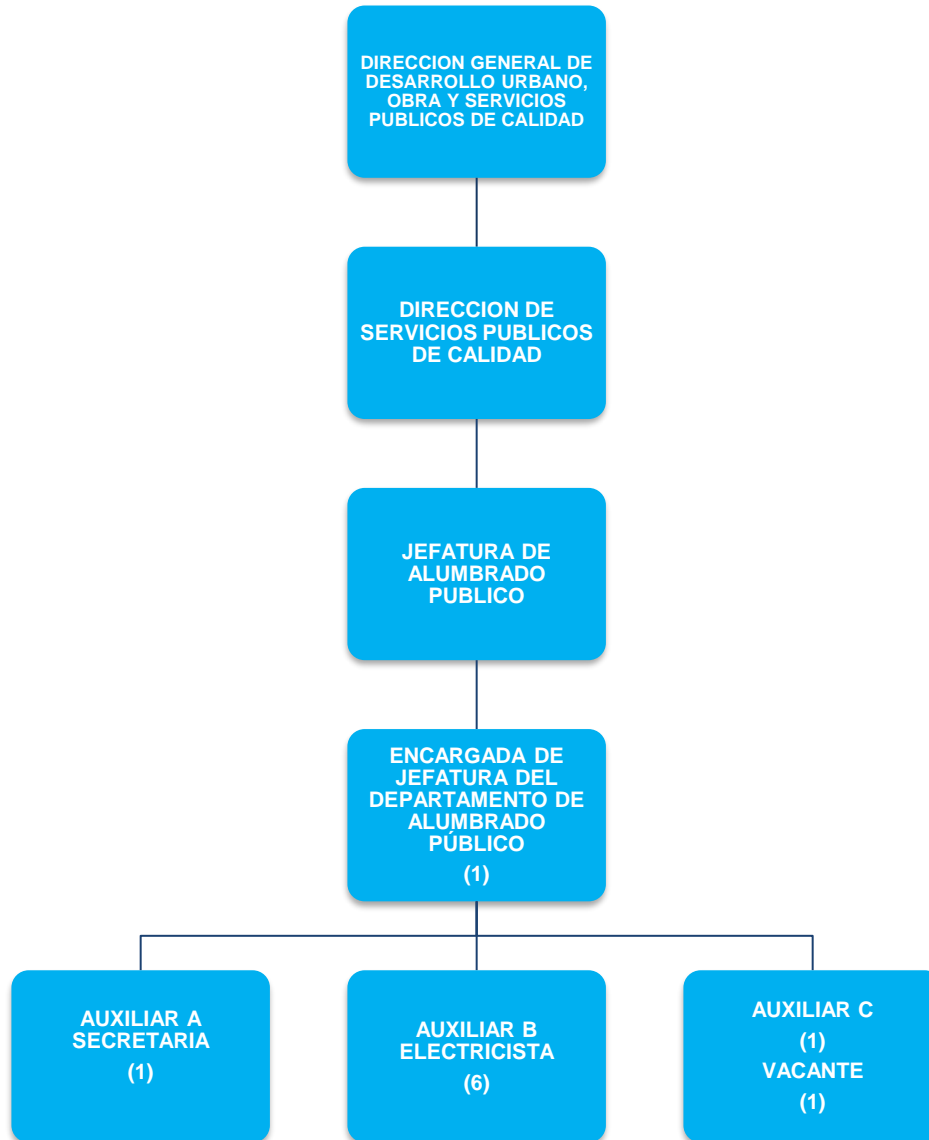 DIRECCION GENERAL DE
DESARROLLO URBANO,
OBRA Y SERVICIOS
PUBLICOS DE CALIDAD
DIRECCION DE
SERVICIOS PUBLICOS
DE CALIDAD
JEFATURA DE
ALUMBRADO
PUBLICO
ENCARGADA DE
JEFATURA DEL
DEPARTAMENTO DE
ALUMBRADO
PÚBLICO
(1)
AUXILIAR A
SECRETARIA
(1)
AUXILIAR B
ELECTRICISTA
(6)
AUXILIAR C
(1)
VACANTE
(1)